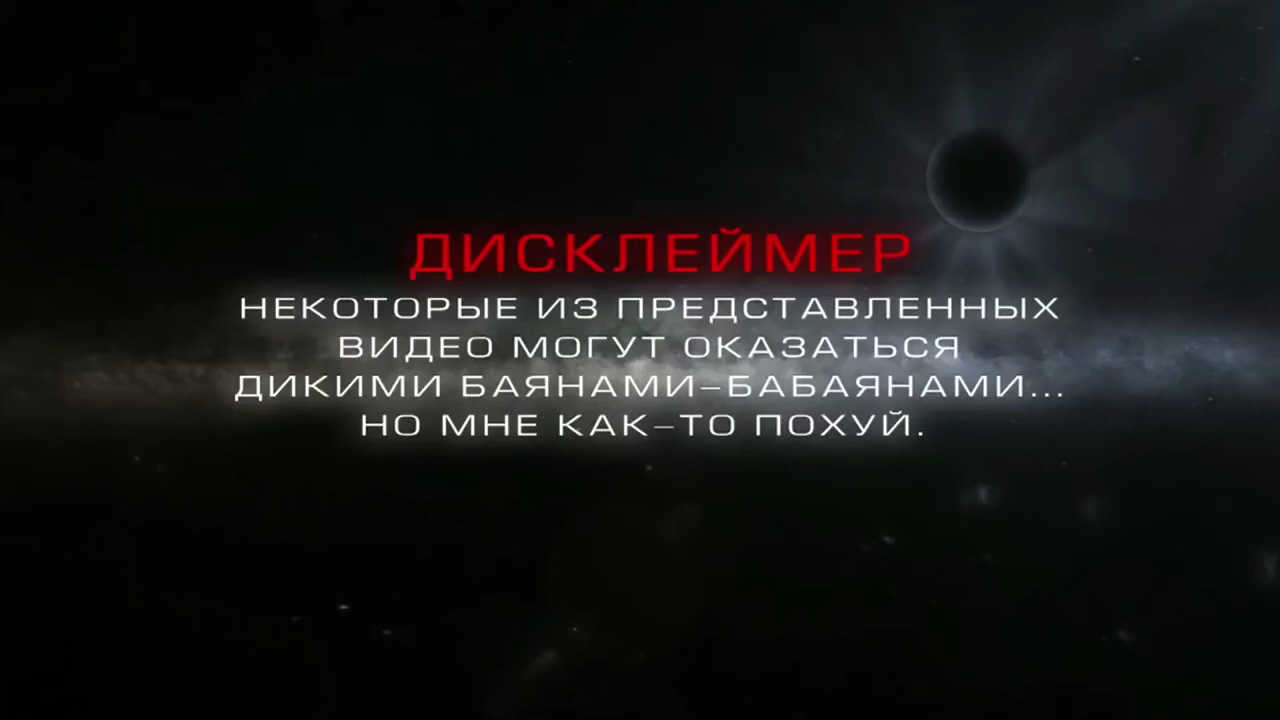 ДИСКЛЕЙМЕР
НЕКОТОРЫЕ ИЗ ПРЕДСТАВЛЕННЫХ
ВИДЕО МОГУТ ОКАЗАТЬСЯ
ДИКИМИ БАЯНАМИ–БАБАЯНАМИ...
НО МНЕ КАК–ТО ПОХУЙ.